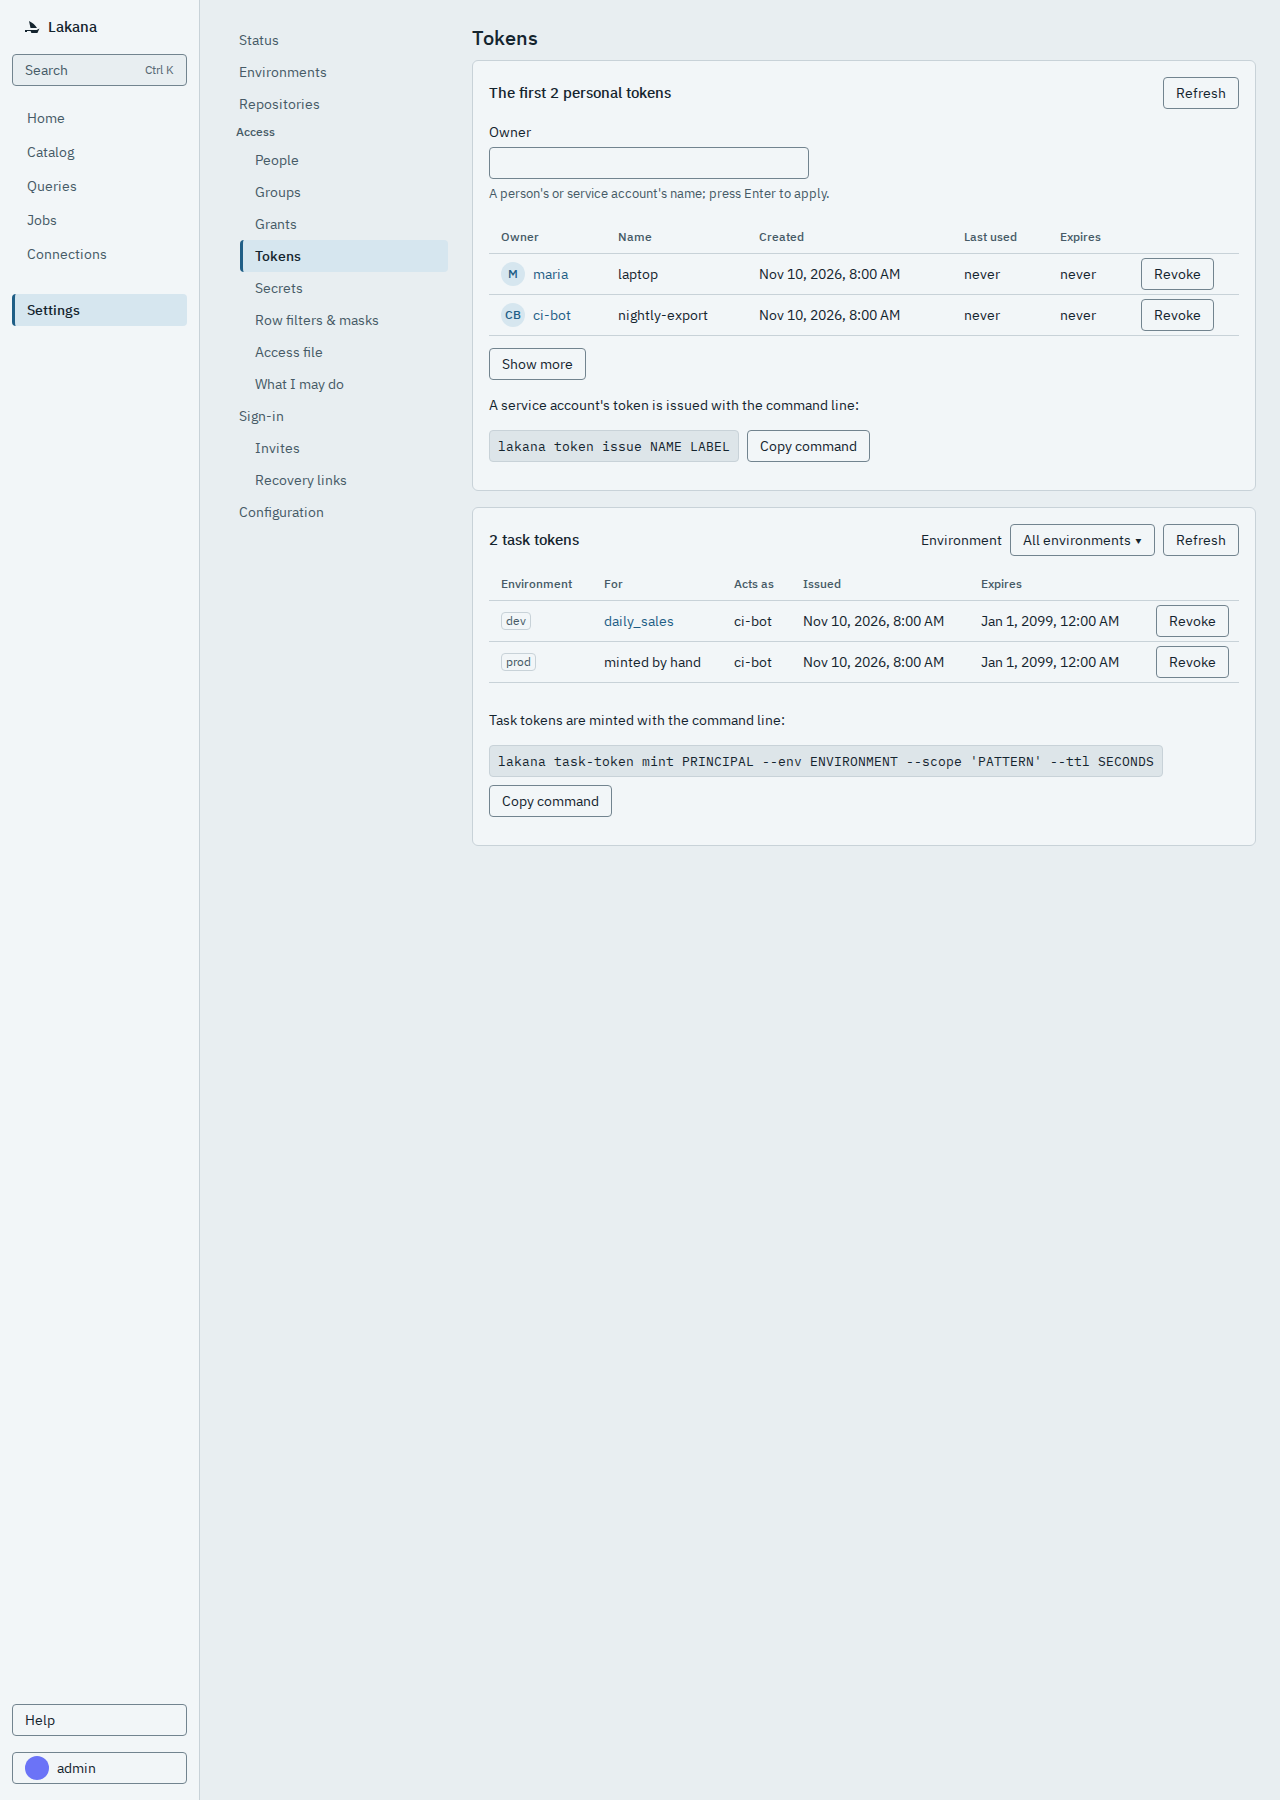 Lakana
Search Ctrl K
Home
Catalog
Queries
Jobs
Connections
Settings
Help
admin
Status
Environments
Repositories
Access
People
Groups
Grants
Tokens
Secrets
Row filters & masks
Access file
What I may do
Sign-in
Invites
Recovery links
Configuration
Tokens
The first 2 personal tokens Refresh
Owner
A person's or service account's name; press Enter to apply.
Owner Name Created Last used Expires
M maria laptop Nov 10, 2026, 8:00 AM never never Revoke
CB ci-bot nightly-export Nov 10, 2026, 8:00 AM never never Revoke
Show more
A service account's token is issued with the command line:
lakana token issue NAME LABEL Copy command
2 task tokens Environment All environments ▾ Refresh
Environment For Acts as Issued Expires
dev daily_sales ci-bot Nov 10, 2026, 8:00 AM Jan 1, 2099, 12:00 AM Revoke
prod minted by hand ci-bot Nov 10, 2026, 8:00 AM Jan 1, 2099, 12:00 AM Revoke
Task tokens are minted with the command line:
lakana task-token mint PRINCIPAL --env ENVIRONMENT --scope 'PATTERN' --ttl SECONDS
Copy command